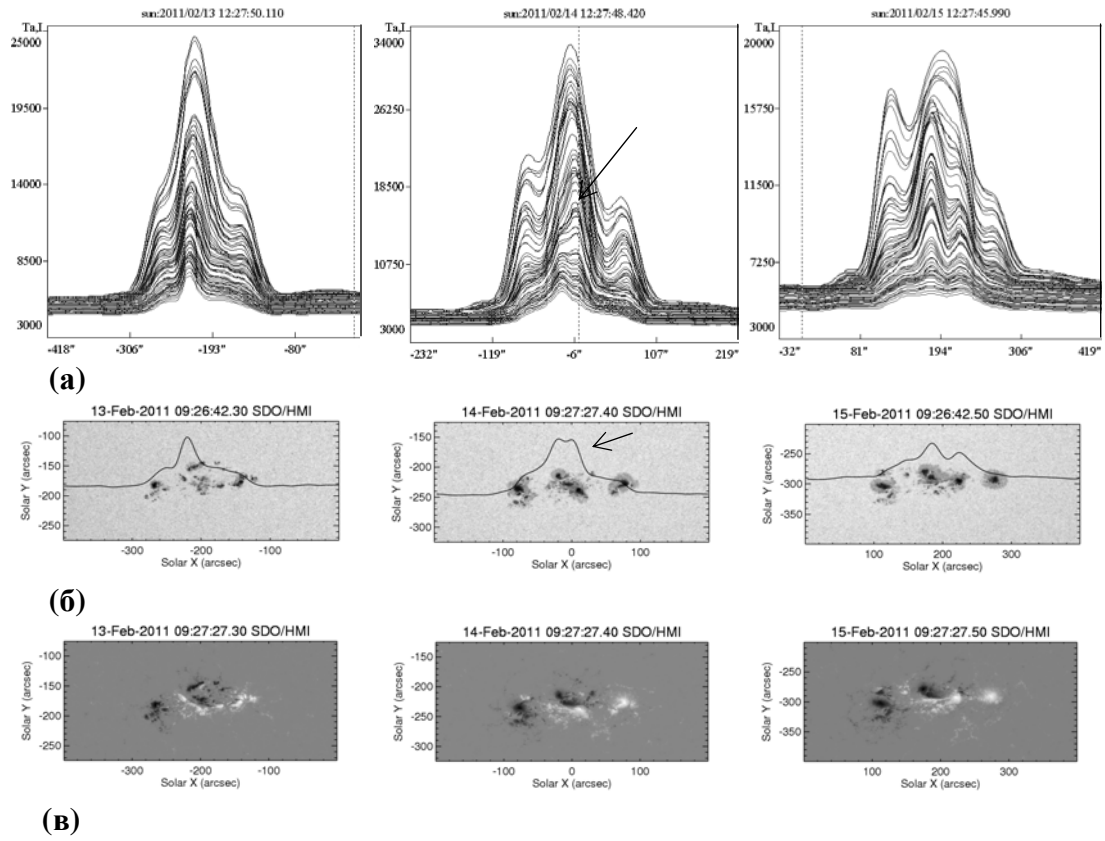 sun:2011/02/13 12:27:50.110 sun:2011/02/14 12:27:48.420 sun:2011/02/15 12:27:45.990
Ta,I Ta,I Ta,I
25000 34000 20000
19500 26250 15750
14000 18500 11500
8500 10750 7250
3000 3000 3000
-418" -306" -193" -80" -232" -119" -6" 107" 219" -32" 81" 194" 306" 419"
(а)
13-Feb-2011 09:26:42.30 SDO/HMI 14-Feb-2011 09:27:27.40 SDO/HMI 15-Feb-2011 09:26:42.50 SDO/HMI
Solar Y (arcsec) Solar Y (arcsec) Solar Y (arcsec)
-100 -150 -250
-150 -200 -300
-200 -250 -350
-250 -300
-300 -200 -100 -100 0 100 100 200 300
Solar X (arcsec) Solar X (arcsec) Solar X (arcsec)
(б)
13-Feb-2011 09:27:27.30 SDO/HMI 14-Feb-2011 09:27:27.40 SDO/HMI 15-Feb-2011 09:27:27.50 SDO/HMI
Solar Y (arcsec) Solar Y (arcsec) Solar Y (arcsec)
-100 -150 -250
-150 -200 -300
-200 -250 -350
-250 -300
-300 -200 -100 -100 0 100 100 200 300
Solar X (arcsec) Solar X (arcsec) Solar X (arcsec)
(в)